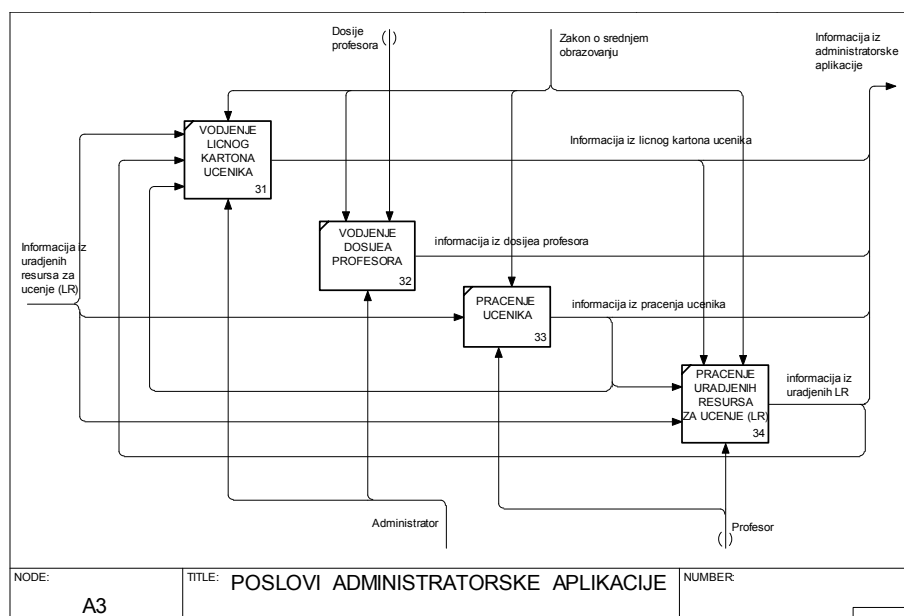 Dosije
profesora
Zakon o srednjem
obrazovanju
Informacija iz
administratorske
aplikacije
VODJENJE
LICNOG
KARTONA
UCENIKA
31
Informacija iz licnog kartona ucenika
VODJENJE
DOSIJEA
PROFESORA
32
informacija iz dosijea profesora
Informacija iz
uradjenih
resursa za
ucenje (LR)
PRACENJE
UCENIKA
33
informacija iz pracenja ucenika
PRACENJE
URADJENIH
RESURSA
ZA UCENJE (LR)
34
informacija iz
uradjenih LR
Administrator
Profesor
NODE:
A3
TITLE: POSLOVI ADMINISTRATORSKE APLIKACIJE
NUMBER: